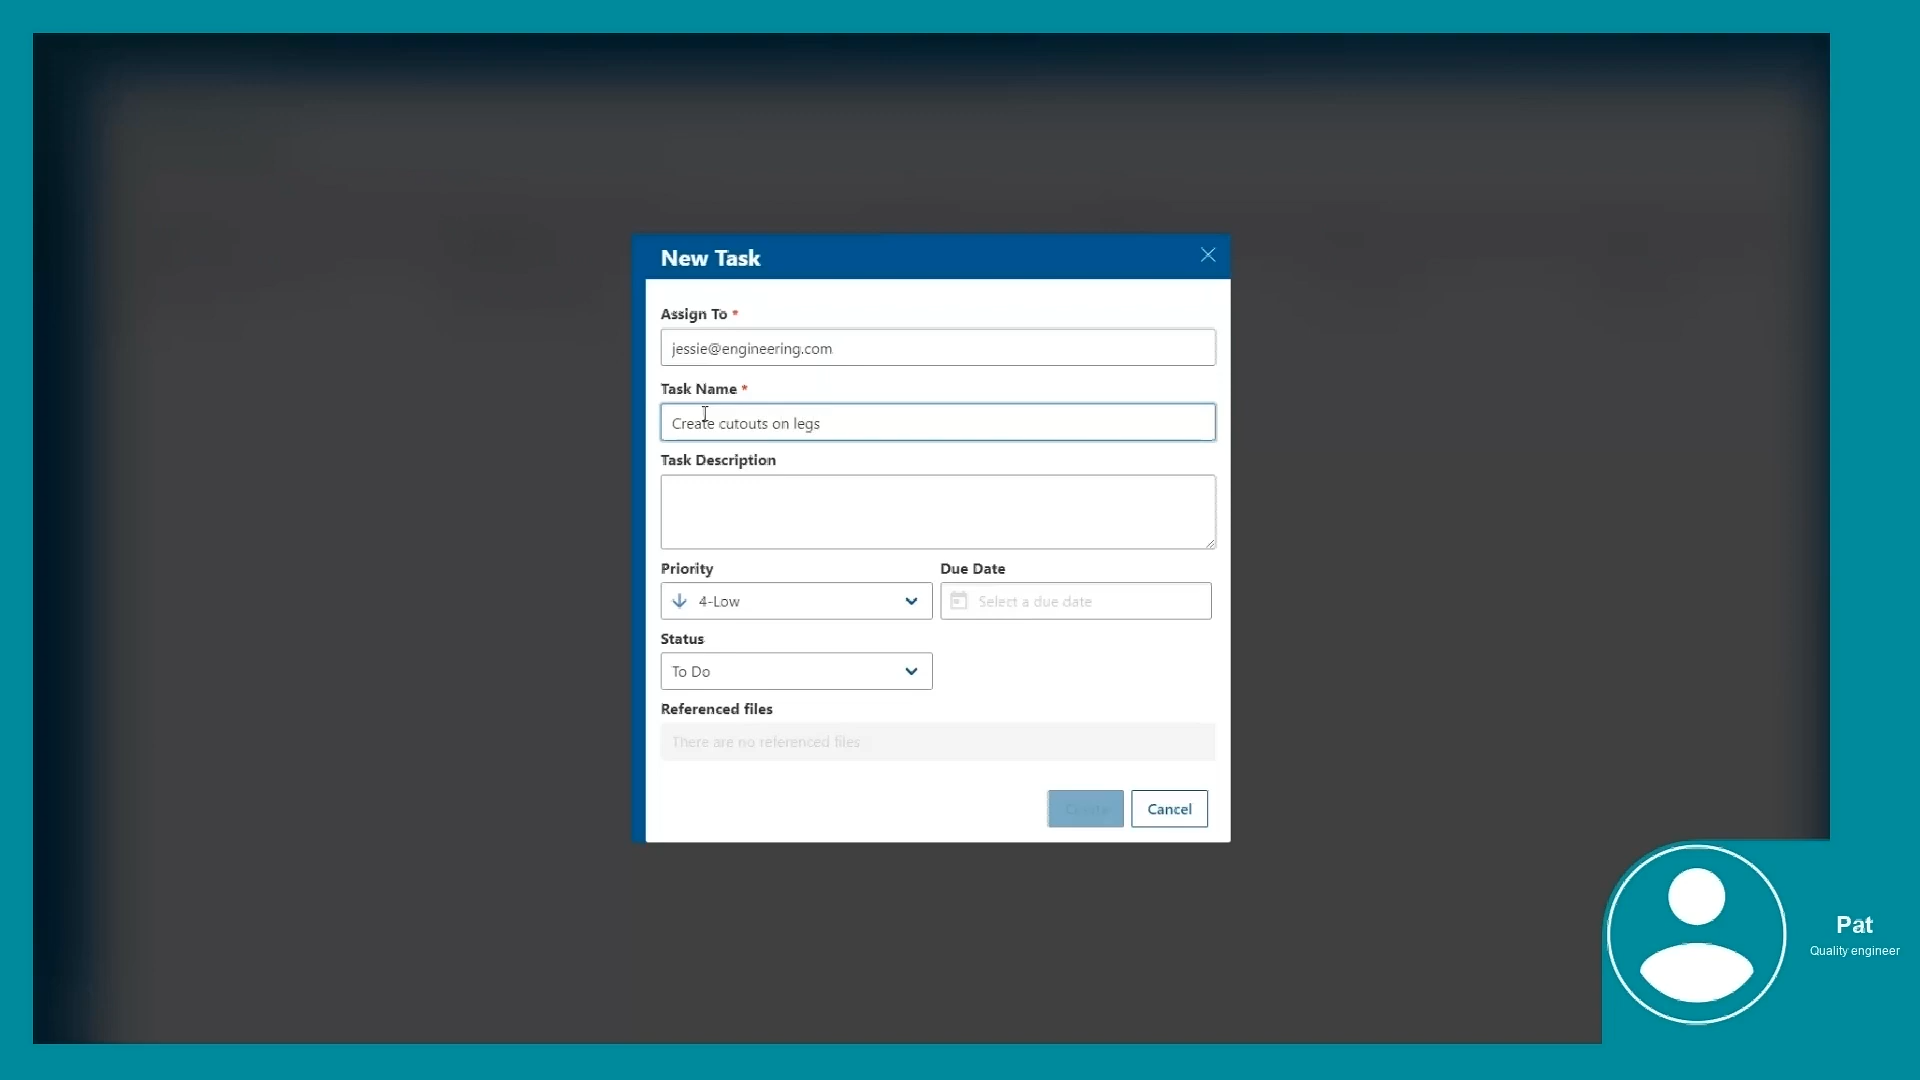 New Task
Assign To *
jessie@engineering.com
Task Name *
Create cutouts on legs
Task Description
Priority
Due Date
4-Low
Select a due date
Status
To Do
Referenced files
There are no referenced files
Create
Cancel
Pat
Quality engineer